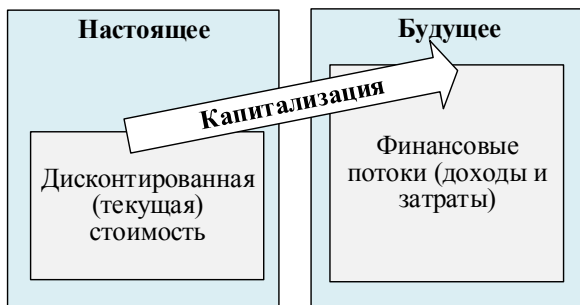 Настоящее
Будущее
Капитализация
Дисконтированная
(текущая)
стоимость
Финансовые
потоки (доходы и
затраты)